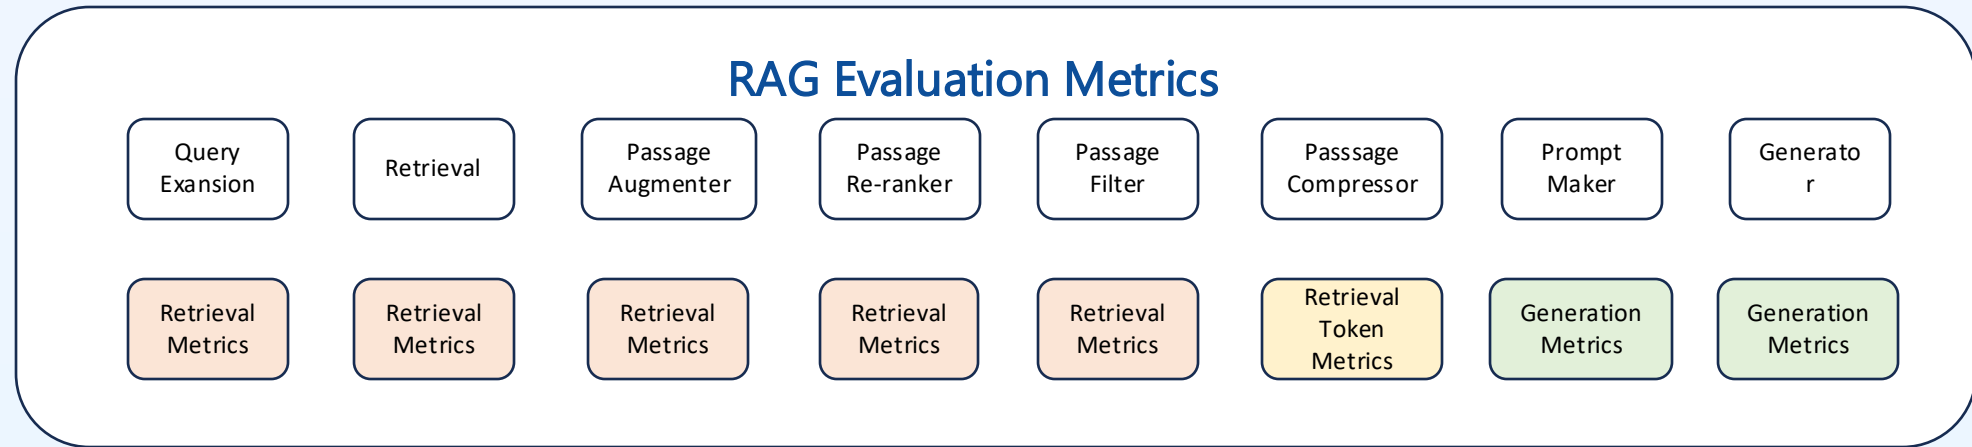 RAG Evaluation Metrics
Query
Exansion
Retrieval
Passage
Augmenter
Passage
Re-ranker
Passage
Filter
Passsage
Compressor
Prompt
Maker
Generato
r
Retrieval
Metrics
Retrieval
Metrics
Retrieval
Metrics
Retrieval
Metrics
Retrieval
Metrics
Retrieval
Token
Metrics
Generation
Metrics
Generation
Metrics